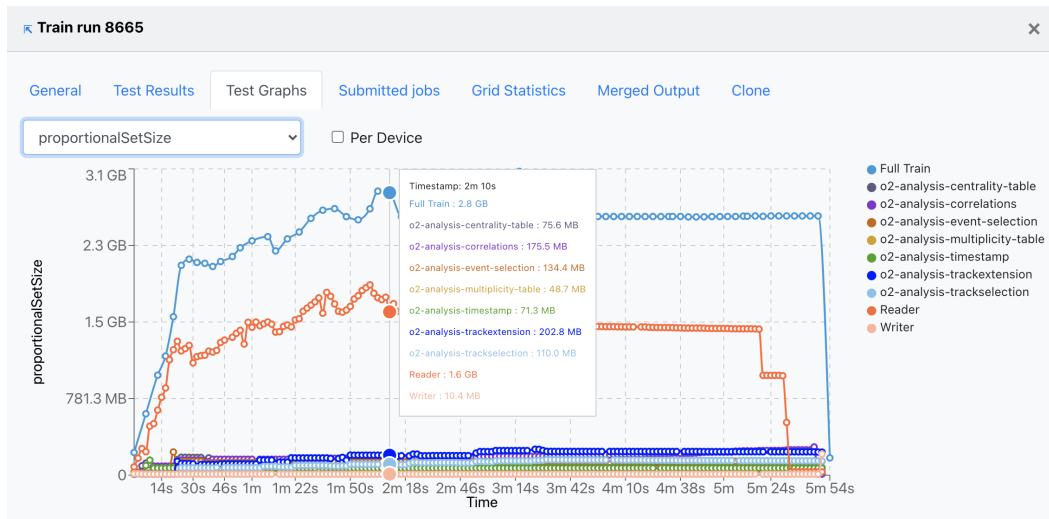 Train run 8665
×
General Test Results Test Graphs Submitted jobs Grid Statistics Merged Output Clone
proportionalSetSize
Per Device
3.1 GB
2.3 GB
1.5 GB
781.3 MB
0
proportionalSetSize
Timestamp: 2m 10s
Full Train : 2.8 GB
o2-analysis-centrality-table : 75.6 MB
o2-analysis-correlations : 175.5 MB
o2-analysis-event-selection : 134.4 MB
o2-analysis-multiplicity-table : 48.7 MB
o2-analysis-timestamp : 71.3 MB
o2-analysis-trackextension : 202.8 MB
o2-analysis-trackselection : 110.0 MB
Reader : 1.6 GB
Writer : 10.4 MB
Full Train
o2-analysis-centrality-table
o2-analysis-correlations
o2-analysis-event-selection
o2-analysis-multiplicity-table
o2-analysis-timestamp
o2-analysis-trackextension
o2-analysis-trackselection
Reader
Writer
14s 30s 46s 1m 1m 22s 1m 50s 2m 18s 2m 46s 3m 14s 3m 42s 4m 10s 4m 38s 5m 5m 24s 5m 54s
Time